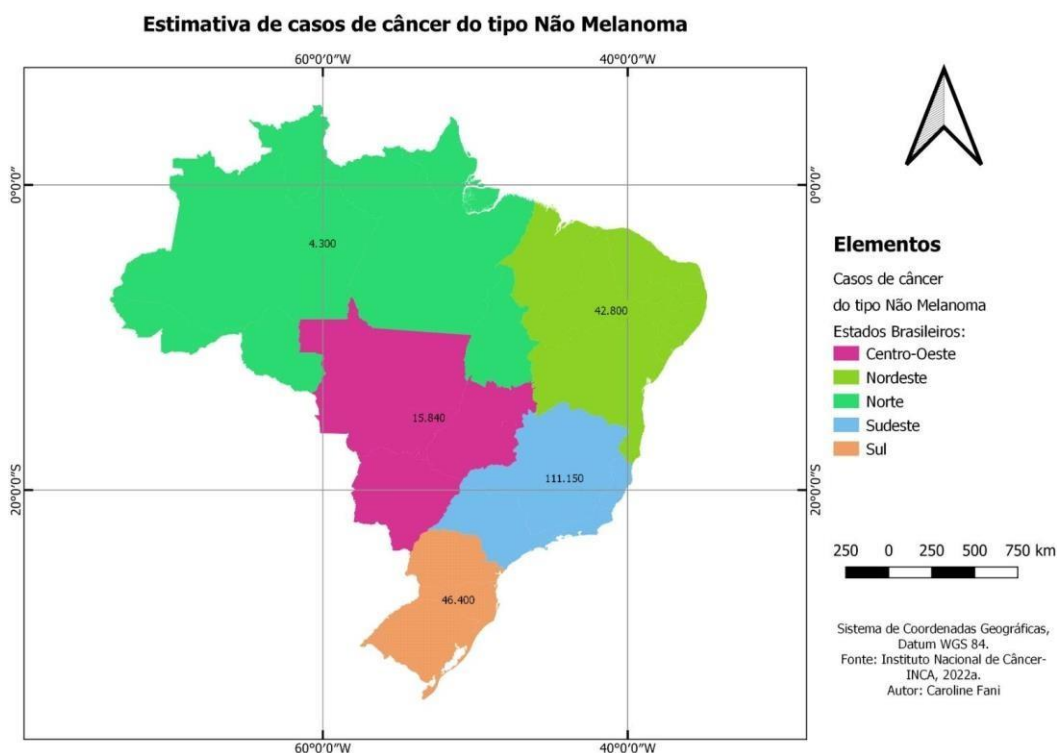 Estimativa de casos de câncer do tipo Não Melanoma
60°0'0"W
40°0'0"W
0°0'0"
0°0'0"
4.300
42.800
15.840
111.150
20°0'0"S
20°0'0"S
46.400
60°0'0"W
40°0'0"W
Elementos
Casos de câncer
do tipo Não Melanoma
Estados Brasileiros:
Centro-Oeste
Nordeste
Norte
Sudeste
Sul
250 0 250 500 750 km
Sistema de Coordenadas Geográficas,
Datum WGS 84.
Fonte: Instituto Nacional de Câncer-
INCA, 2022a.
Autor: Caroline Fani